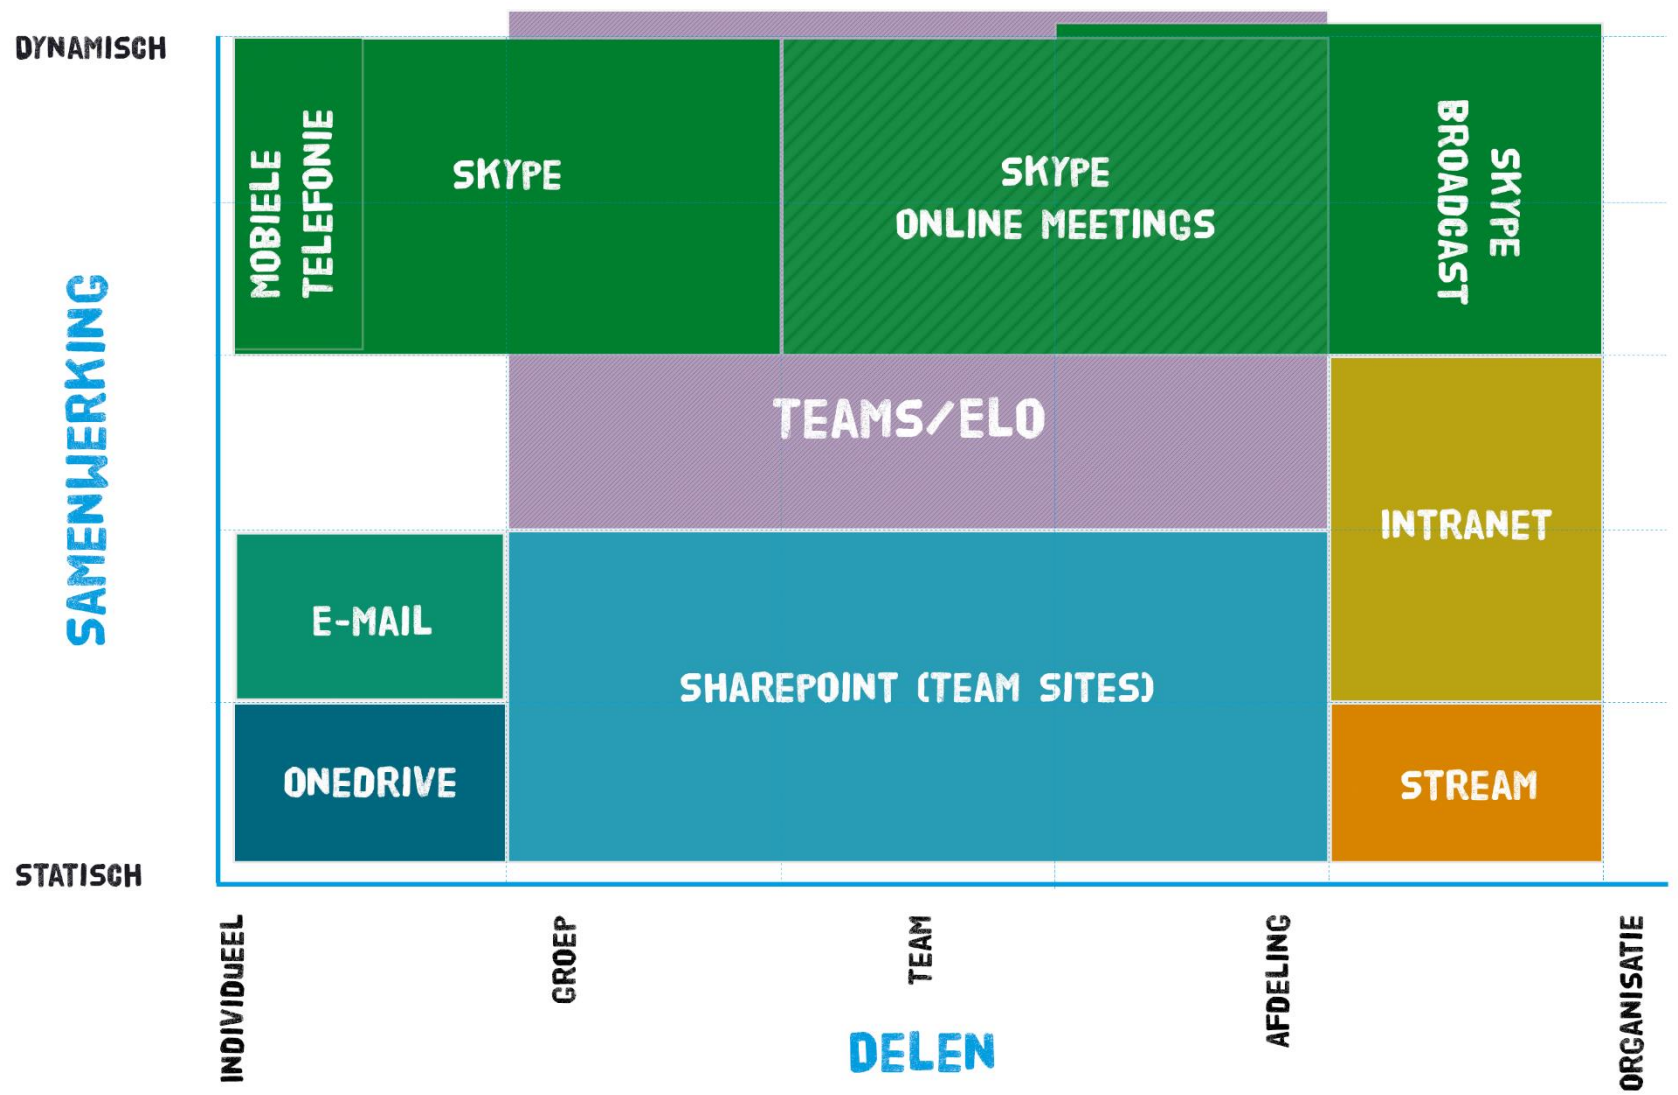 DYNAMISCH
MOBIELE
TELEFONIE
SKYPE
SKYPE
ONLINE MEETINGS
SKYPE
BROADCAST
TEAMS/ELO
INTRANET
SAMENWERKING
E-MAIL
SHAREPOINT (TEAM SITES)
ONEDRIVE
STREAM
STATISCH
INDIVIDUEEL
GROEP
TEAM
AFDELING
ORGANISATIE
DELEN